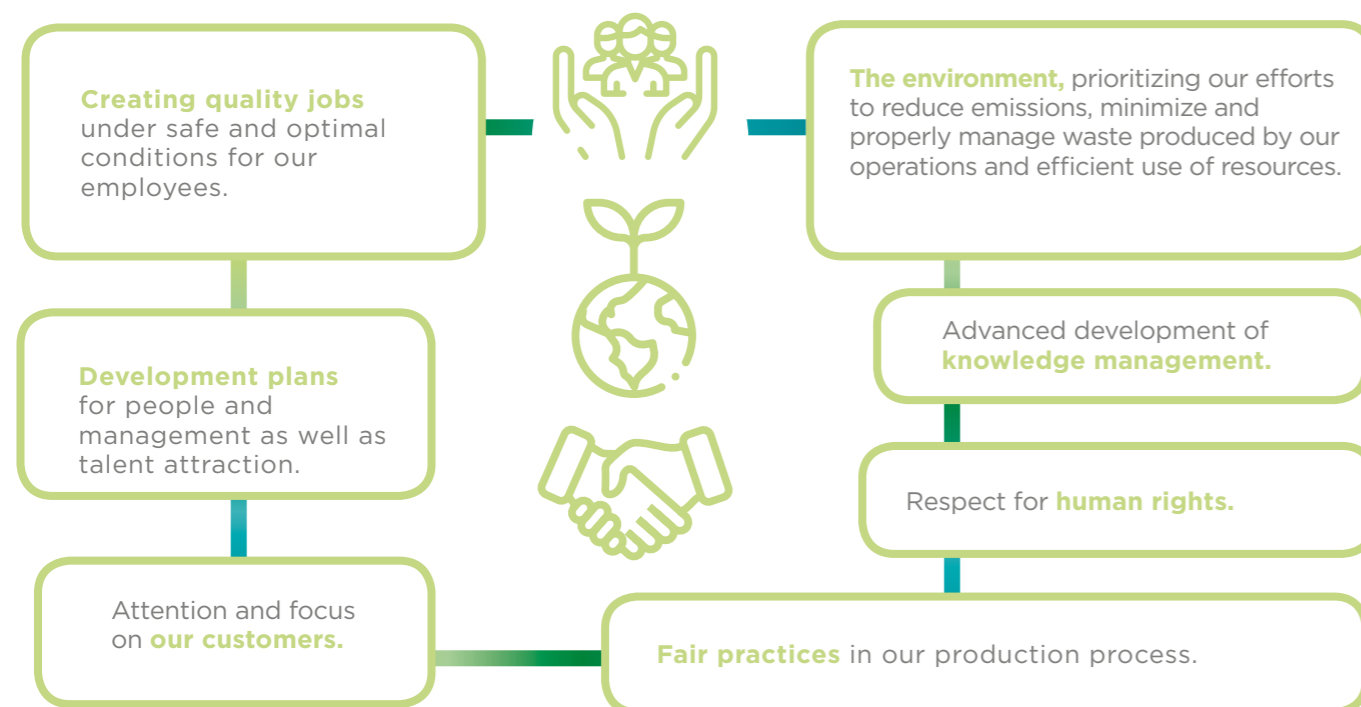 Creating quality jobs
under safe and optimal
conditions for our
employees.
The environment, prioritizing our efforts
to reduce emissions, minimize and
properly manage waste produced by our
operations and efficient use of resources.
Development plans
for people and
management as well as
talent attraction.
Advanced development of
knowledge management.
Respect for human rights.
Attention and focus
on our customers.
Fair practices in our production process.